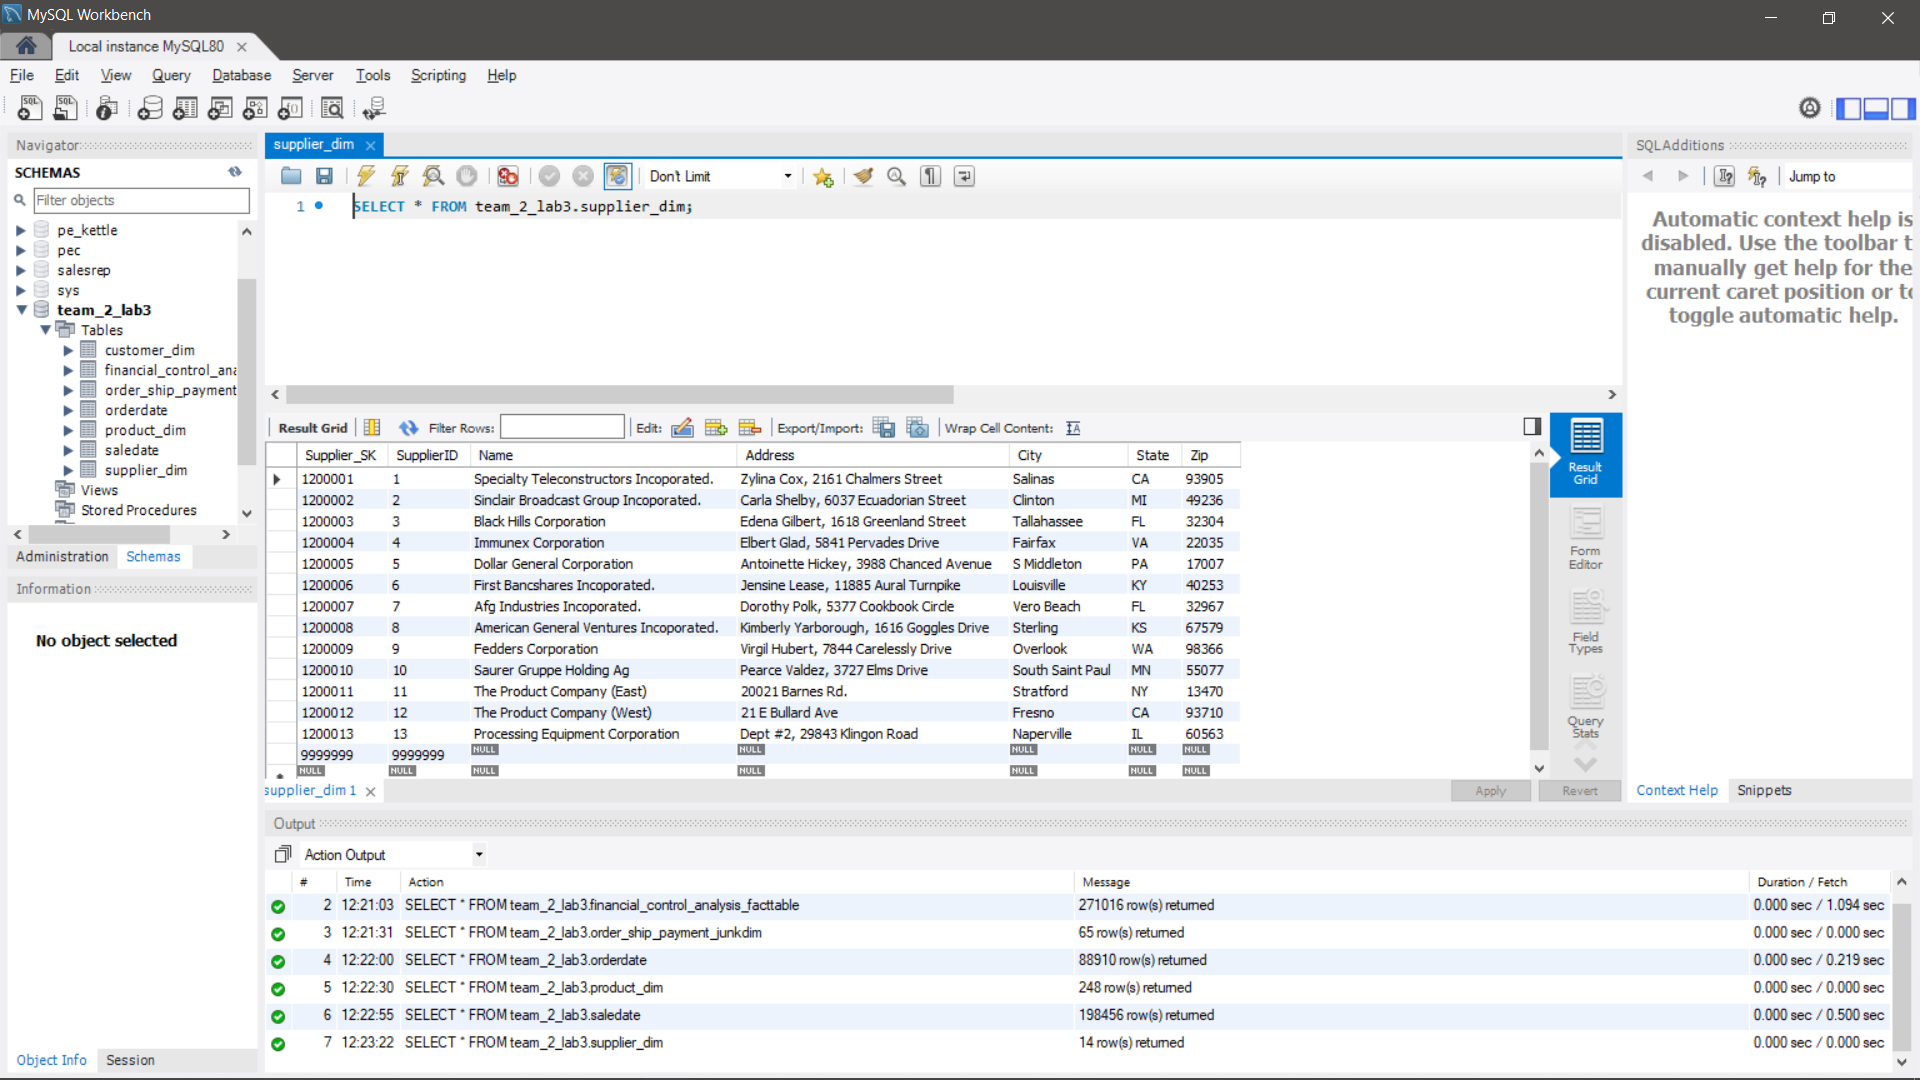 MySQL Workbench
Local instance MySQL80
File Edit View Query Database Server Tools Scripting Help
Navigator
SCHEMAS
Filter objects
pe_kettle
pec
salesrep
sys
team_2_lab3
Tables
customer_dim
financial_control_ana
order_ship_payment
orderdate
product_dim
saledate
supplier_dim
Views
Stored Procedures
Administration Schemas
Information
No object selected
Object Info Session
supplier_dim
Don't Limit
1 SELECT * FROM team_2_lab3.supplier_dim;
Result Grid Filter Rows: Edit: Export/Import: Wrap Cell Content:
Supplier_SK SupplierID Name Address City State Zip
1200001 1 Specialty Teleconstructors Incoporated. Zylina Cox, 2161 Chalmers Street Salinas CA 93905
1200002 2 Sinclair Broadcast Group Incoporated. Carla Shelby, 6037 Ecuadorian Street Clinton MI 49236
1200003 3 Black Hills Corporation Edena Gilbert, 1618 Greenland Street Tallahassee FL 32304
1200004 4 Immunex Corporation Elbert Glad, 5841 Pervades Drive Fairfax VA 22035
1200005 5 Dollar General Corporation Antoinette Hickey, 3988 Chanced Avenue S Middleton PA 17007
1200006 6 First Bancshares Incoporated. Jensine Lease, 11885 Aural Turnpike Louisville KY 40253
1200007 7 Afg Industries Incoporated. Dorothy Polk, 5377 Cookbook Circle Vero Beach FL 32967
1200008 8 American General Ventures Incoporated. Kimberly Yarborough, 1616 Goggles Drive Sterling KS 67579
1200009 9 Fedders Corporation Virgil Hubert, 7844 Carelessly Drive Overlook WA 98366
1200010 10 Saurer Gruppe Holding Ag Pearce Valdez, 3727 Elms Drive South Saint Paul MN 55077
1200011 11 The Product Company (East) 20021 Barnes Rd. Stratford NY 13470
1200012 12 The Product Company (West) 21 E Bullard Ave Fresno CA 93710
1200013 13 Processing Equipment Corporation Dept #2, 29843 Klingon Road Naperville IL 60563
9999999 9999999 NULL NULL NULL NULL NULL
NULL NULL NULL NULL NULL NULL NULL
supplier_dim 1
Apply Revert
Result
Grid
Form
Editor
Field
Types
Query
Stats
SQLAdditions
Jump to
Automatic context help is
disabled. Use the toolbar t
manually get help for the
current caret position or to
toggle automatic help.
Context Help Snippets
Output
Action Output
# Time Action Message Duration / Fetch
2 12:21:03 SELECT * FROM team_2_lab3.financial_control_analysis_facttable 271016 row(s) returned 0.000 sec / 1.094 sec
3 12:21:31 SELECT * FROM team_2_lab3.order_ship_payment_junkdim 65 row(s) returned 0.000 sec / 0.000 sec
4 12:22:00 SELECT * FROM team_2_lab3.orderdate 88910 row(s) returned 0.000 sec / 0.219 sec
5 12:22:30 SELECT * FROM team_2_lab3.product_dim 248 row(s) returned 0.000 sec / 0.000 sec
6 12:22:55 SELECT * FROM team_2_lab3.saledate 198456 row(s) returned 0.000 sec / 0.500 sec
7 12:23:22 SELECT * FROM team_2_lab3.supplier_dim 14 row(s) returned 0.000 sec / 0.000 sec